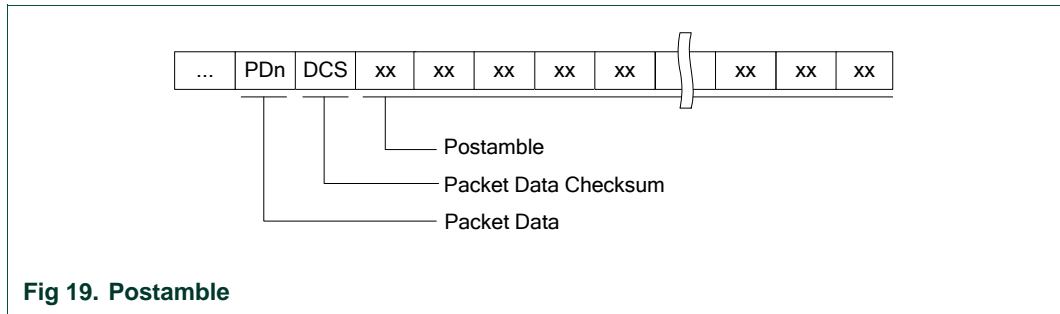 ... PDn DCS xx xx xx xx xx xx xx xx
Postamble
Packet Data Checksum
Packet Data
Fig 19. Postamble